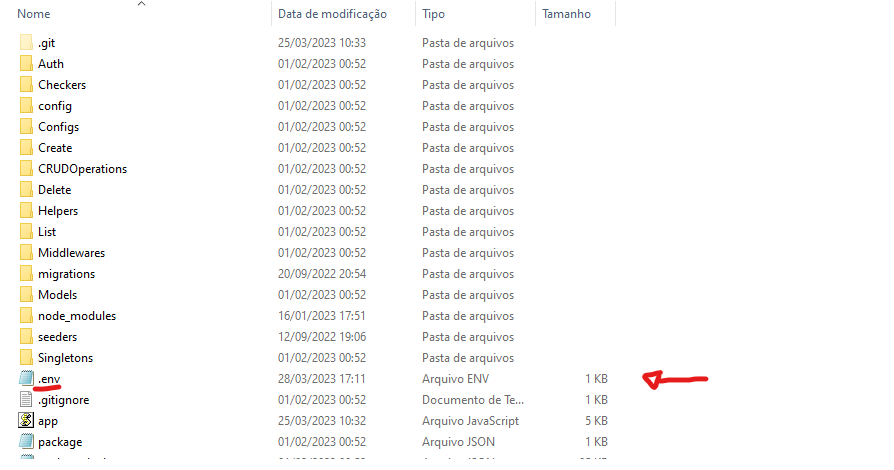 Nome Data de modificação Tipo Tamanho
.git 25/03/2023 10:33 Pasta de arquivos
Auth 01/02/2023 00:52 Pasta de arquivos
Checkers 01/02/2023 00:52 Pasta de arquivos
config 01/02/2023 00:52 Pasta de arquivos
Configs 01/02/2023 00:52 Pasta de arquivos
Create 01/02/2023 00:52 Pasta de arquivos
CRUDOperations 01/02/2023 00:52 Pasta de arquivos
Delete 01/02/2023 00:52 Pasta de arquivos
Helpers 01/02/2023 00:52 Pasta de arquivos
List 01/02/2023 00:52 Pasta de arquivos
Middlewares 01/02/2023 00:52 Pasta de arquivos
migrations 20/09/2022 20:54 Pasta de arquivos
Models 01/02/2023 00:52 Pasta de arquivos
node_modules 16/01/2023 17:51 Pasta de arquivos
seeders 12/09/2022 19:06 Pasta de arquivos
Singletons 01/02/2023 00:52 Pasta de arquivos
.env 28/03/2023 17:11 Arquivo ENV 1 KB
.gitignore 01/02/2023 00:52 Documento de Te... 1 KB
app 25/03/2023 10:32 Arquivo JavaScript 5 KB
package 01/02/2023 00:52 Arquivo JSON 1 KB